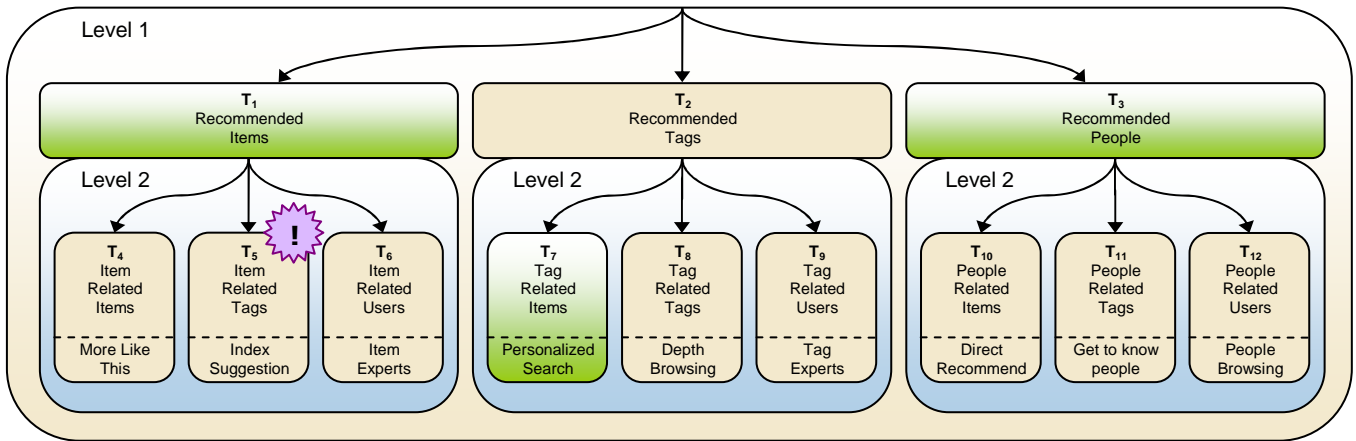 Level 1
T1
Recommended
Items
T2
Recommended
Tags
T3
Recommended
People
Level 2
T4
Item
Related
Items
More Like
This
T5
Item
Related
Tags
Index
Suggestion
!
T6
Item
Related
Users
Item
Experts
Level 2
T7
Tag
Related
Items
Personalized
Search
T8
Tag
Related
Tags
Depth
Browsing
T9
Tag
Related
Users
Tag
Experts
Level 2
T10
People
Related
Items
Direct
Recommend
T11
People
Related
Tags
Get to know
people
T12
People
Related
Users
People
Browsing